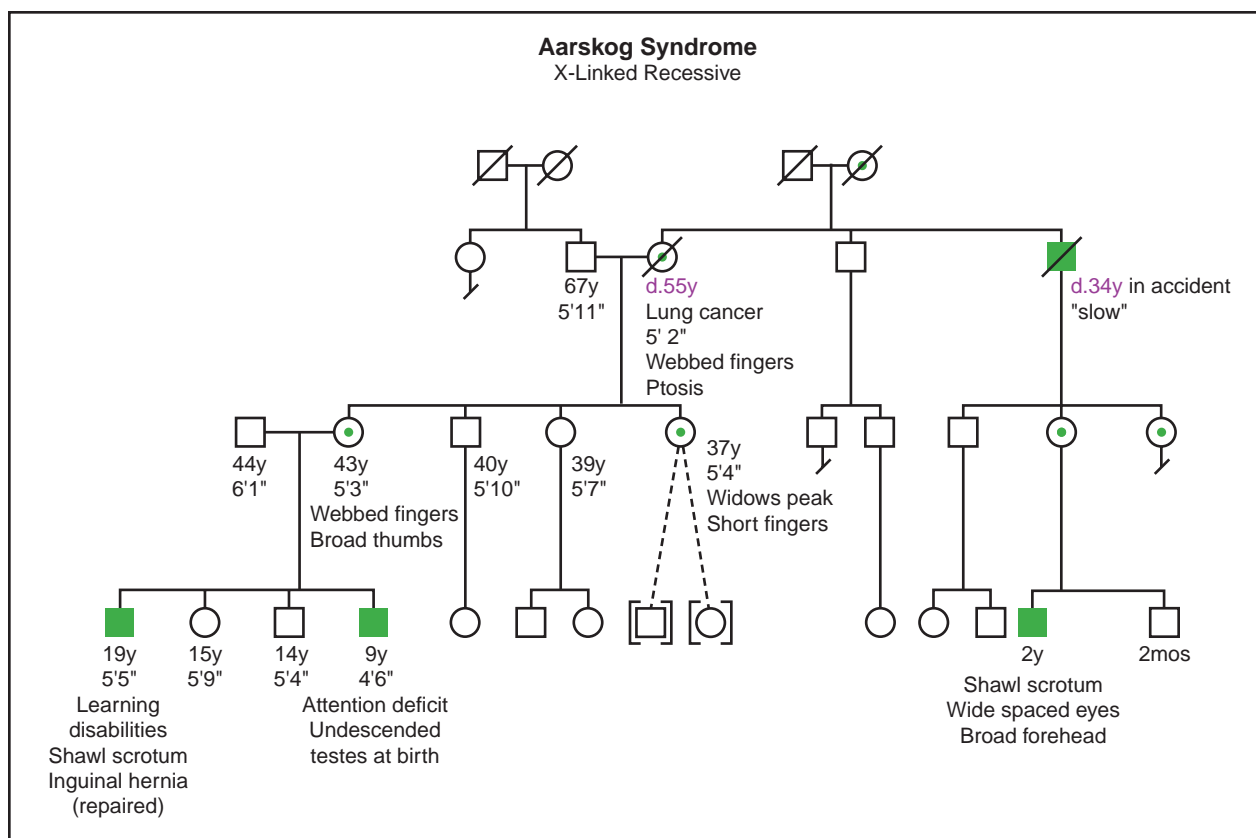 Aarskog Syndrome
X-Linked Recessive
67y
5'11"
d.55y
Lung cancer
5' 2"
Webbed fingers
Ptosis
d.34y in accident
"slow"
44y
6'1"
43y
5'3"
Webbed fingers
Broad thumbs
40y
5'10"
39y
5'7"
37y
5'4"
Widows peak
Short fingers
19y
5'5"
Learning
disabilities
Shawl scrotum
Inguinal hernia
(repaired)
15y
5'9"
14y
5'4"
9y
4'6"
Attention deficit
Undescended
testes at birth
2y
Shawl scrotum
Wide spaced eyes
Broad forehead
2mos